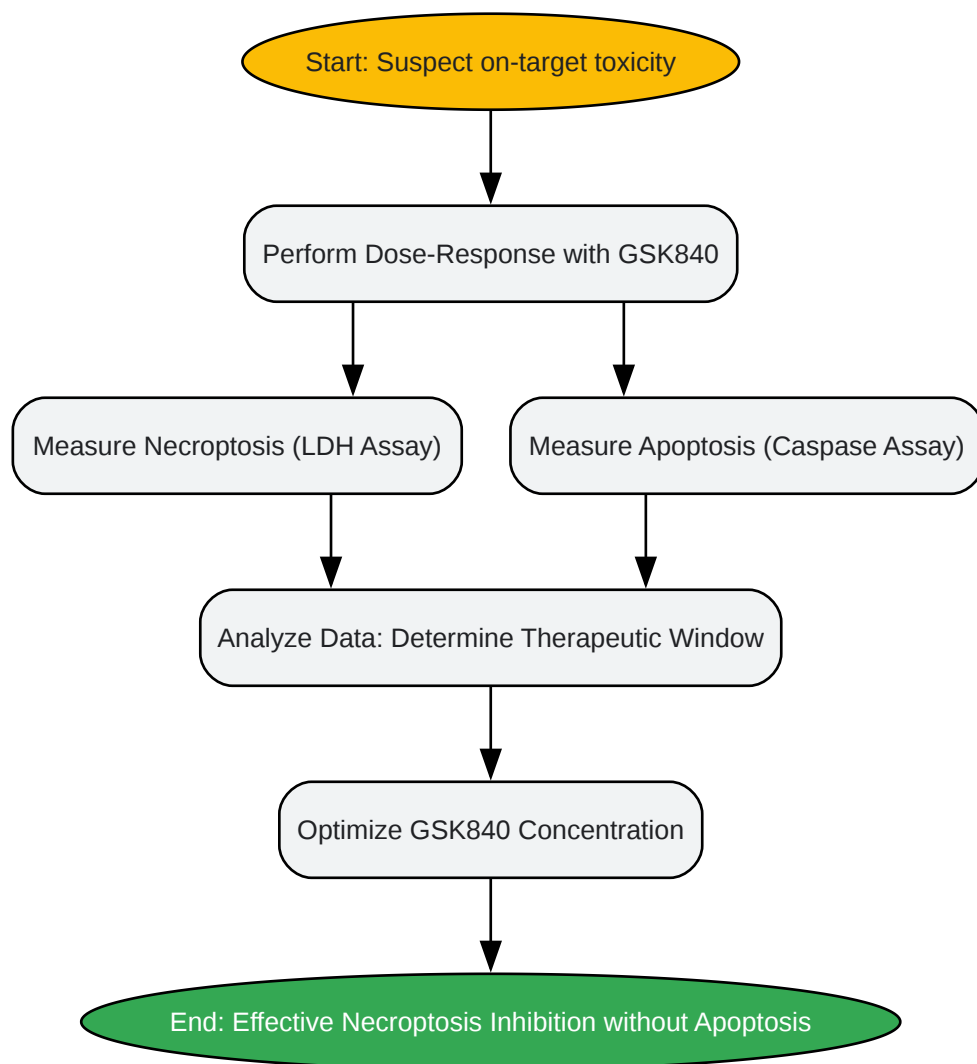 Start: Suspect on-target toxicity
Perform Dose-Response with GSK840
Measure Necroptosis (LDH Assay)
Measure Apoptosis (Caspase Assay)
Analyze Data: Determine Therapeutic Window
Optimize GSK840 Concentration
End: Effective Necroptosis Inhibition without Apoptosis